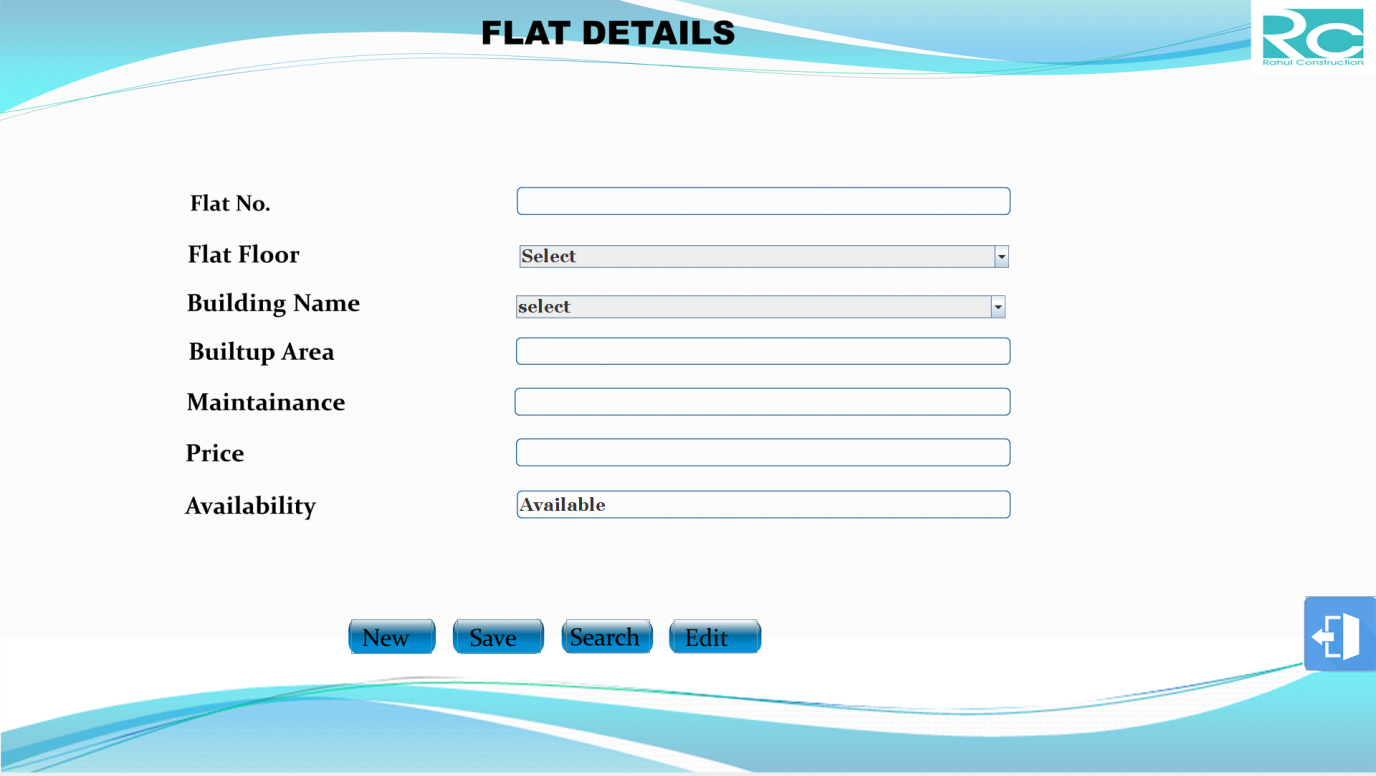 FLAT DETAILS
RC
Rahul Construction
Flat No.
Flat Floor Select
Building Name select
Builtup Area
Maintainance
Price
Availability Available
New Save Search Edit